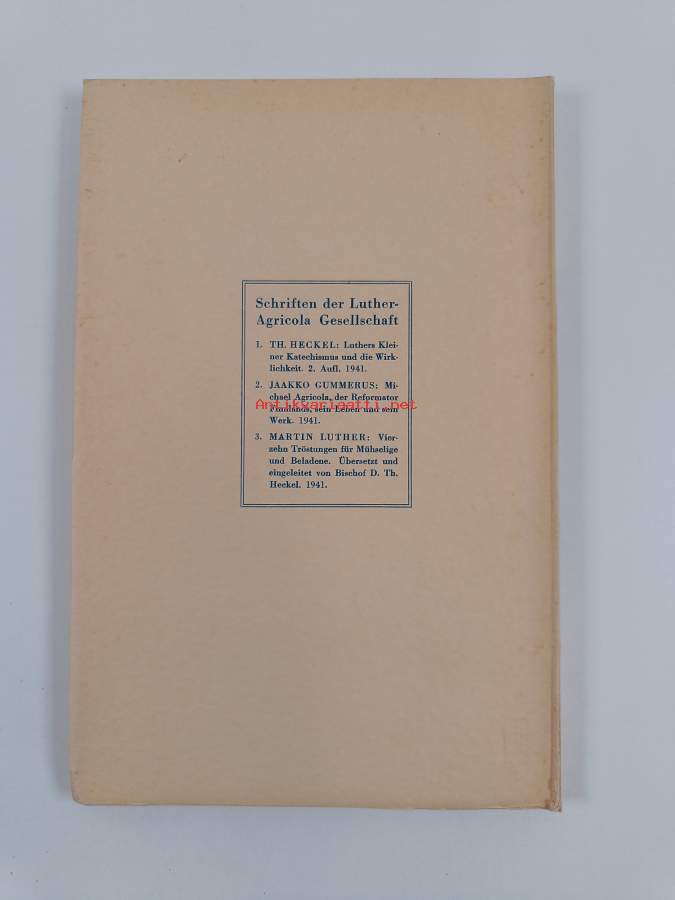 Schriften der Luther-
Agricola Gesellschaft
1. TH. HECKEL: Luthers Klei-
ner Katechismus und die Wirk-
lichkeit. 2. Aufl. 1941.
2. JAAKKO GUMMERUS: Mi-
chael Agricola, der Reformator
Antikvariaatti.net
Finnlands, sein Leben und sein
Werk. 1941.
3. MARTIN LUTHER: Vier-
zehn Tröstungen für Mühselige
und Beladene. Übersetzt und
eingeleitet von Bischof D. Th.
Heckel. 1941.